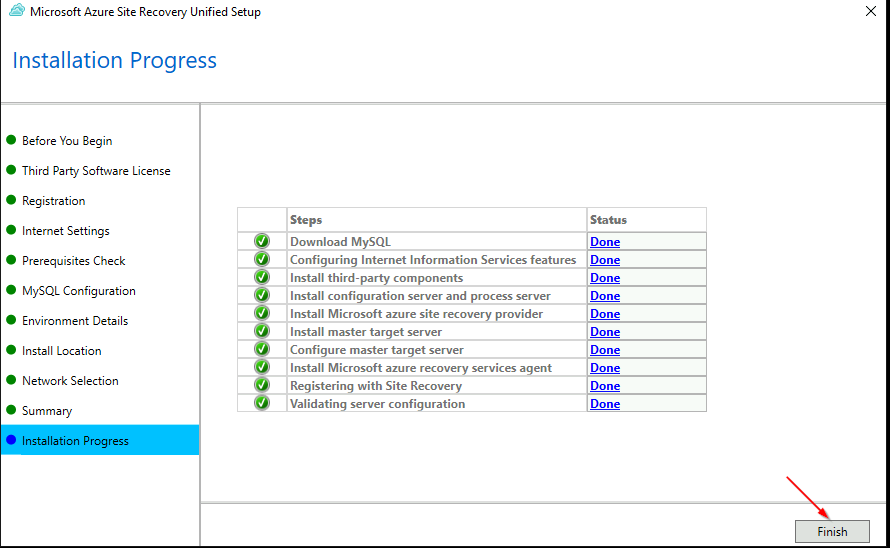 Microsoft Azure Site Recovery Unified Setup
Installation Progress
Before You Begin
Third Party Software License
Registration
Internet Settings
Prerequisites Check
MySQL Configuration
Environment Details
Install Location
Network Selection
Summary
Installation Progress
Steps Status
Download MySQL Done
Configuring Internet Information Services features Done
Install third-party components Done
Install configuration server and process server Done
Install Microsoft azure site recovery provider Done
Install master target server Done
Configure master target server Done
Install Microsoft azure recovery services agent Done
Registering with Site Recovery Done
Validating server configuration Done
Finish